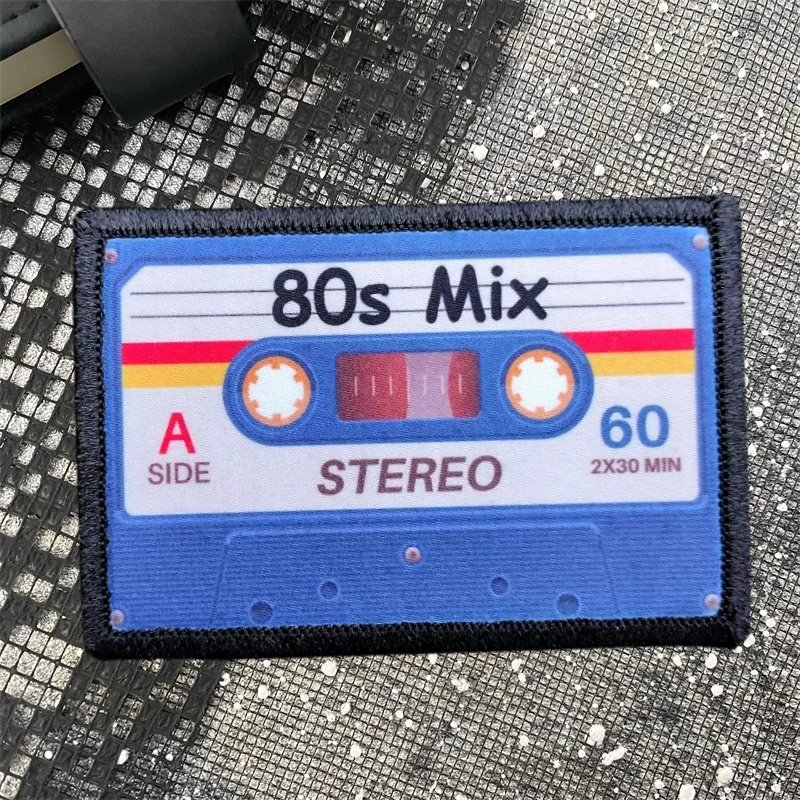 80s Mix
A
SIDE
60
2X30 MIN
STEREO